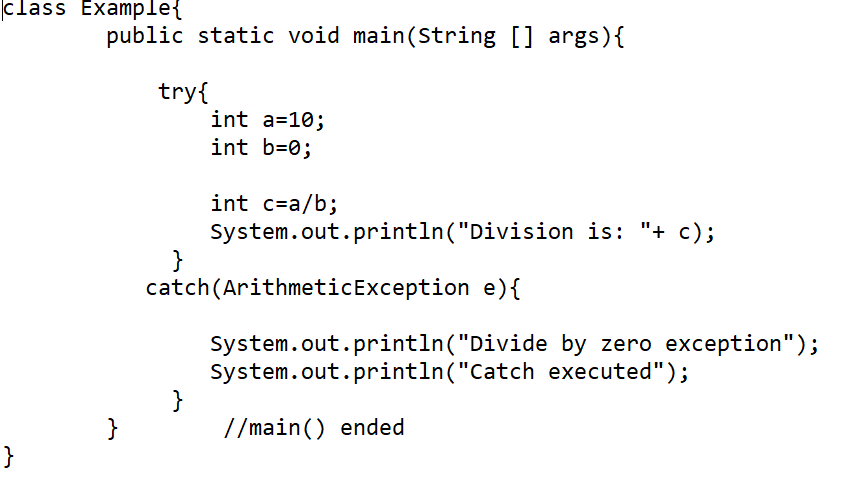 class Example{
public static void main(String [] args){
try{
int a=10;
int b=0;
int c=a/b;
System.out.println("Division is: "+ c);
}
catch(ArithmeticException e){
System.out.println("Divide by zero exception");
System.out.println("Catch executed");
}
} //main() ended
}